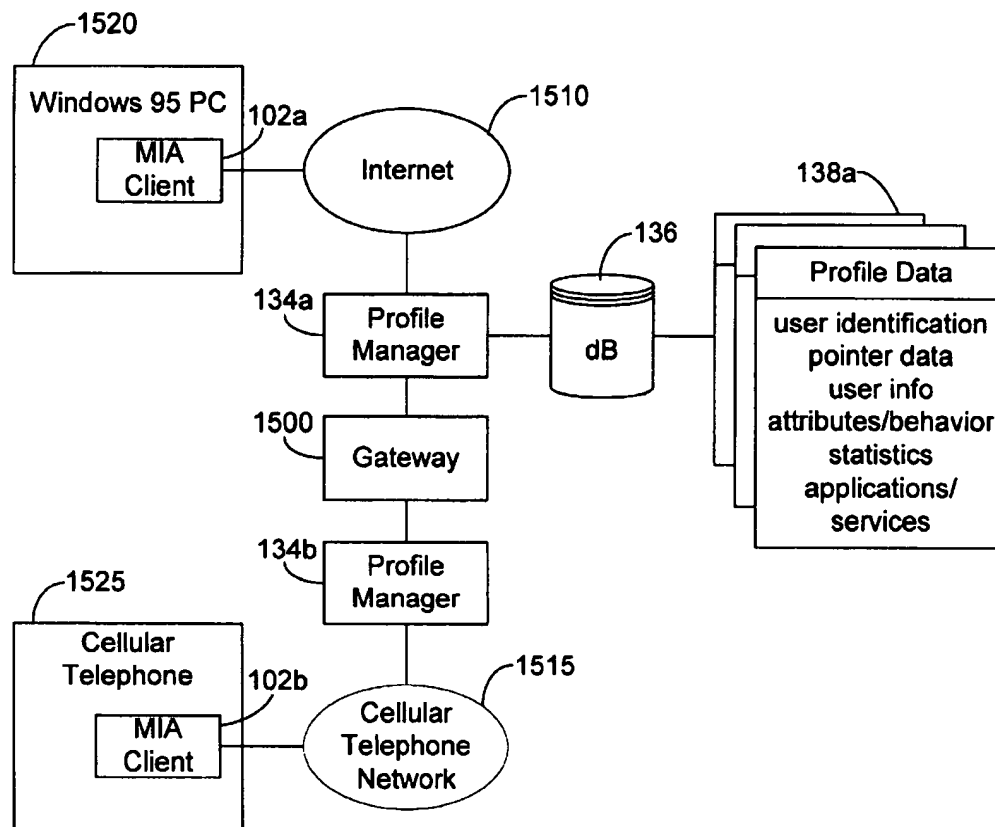 1520
Windows 95 PC
102a
MIA
Client
1510
Internet
138a
136
dB
Profile Data
user identification
pointer data
user info
attributes/behavior
statistics
applications/
services
134a
Profile
Manager
1500
Gateway
134b
Profile
Manager
1525
Cellular
Telephone
102b
MIA
Client
1515
Cellular
Telephone
Network